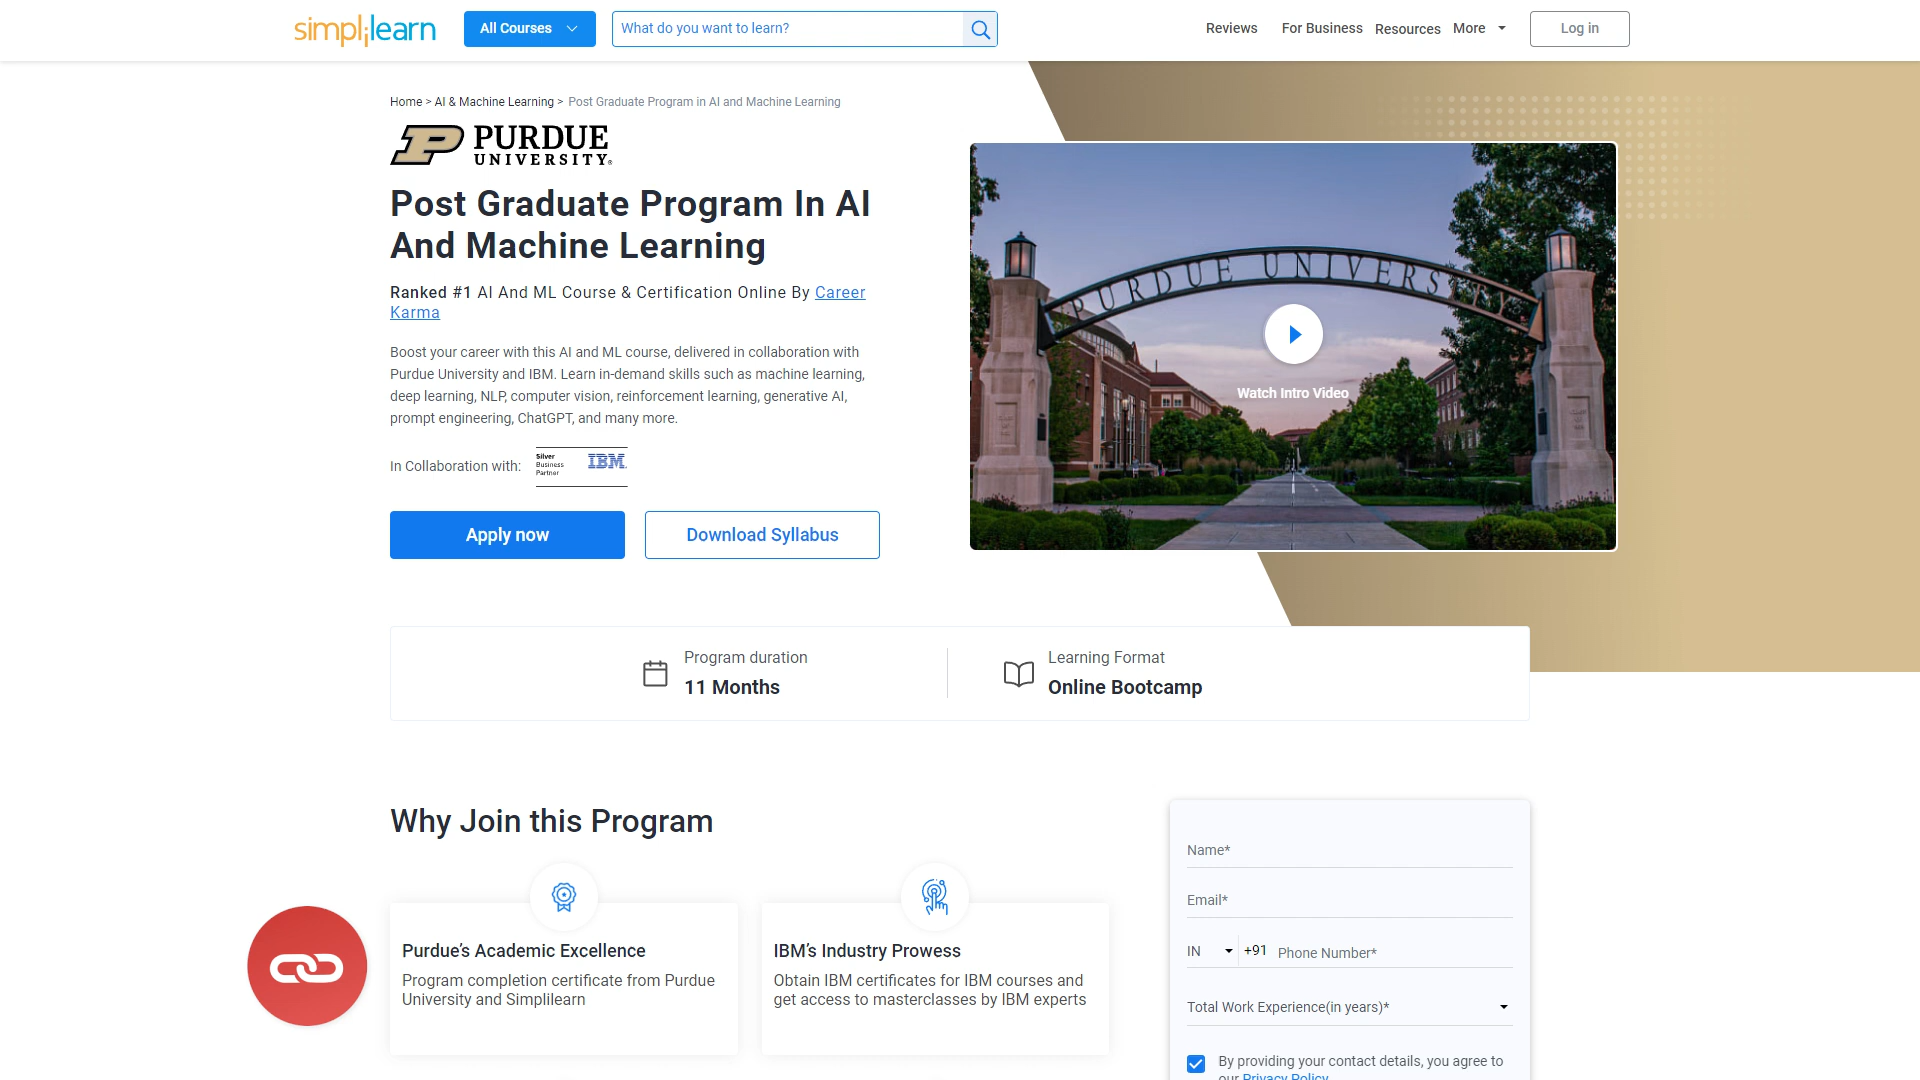 simplilearn
All Courses
What do you want to learn?
Reviews
For Business
Resources
More
Log in
Home > AI & Machine Learning > Post Graduate Program in AI and Machine Learning
PURDUE
UNIVERSITY®
Post Graduate Program In AI
And Machine Learning
Ranked #1 AI And ML Course & Certification Online By Career
Karma
Boost your career with this AI and ML course, delivered in collaboration with
Purdue University and IBM. Learn in-demand skills such as machine learning,
deep learning, NLP, computer vision, reinforcement learning, generative AI,
prompt engineering, ChatGPT, and many more.
In Collaboration with:
Silver
Business
Partner
IBM
Apply now
Download Syllabus
PURDUE UNIVERSITY
Watch Intro Video
Program duration
11 Months
Learning Format
Online Bootcamp
Why Join this Program
Purdue’s Academic Excellence
Program completion certificate from Purdue
University and Simplilearn
IBM’s Industry Prowess
Obtain IBM certificates for IBM courses and
get access to masterclasses by IBM experts
Name*
Email*
IN
+91
Phone Number*
Total Work Experience(in years)*
By providing your contact details, you agree to
our Privacy Policy